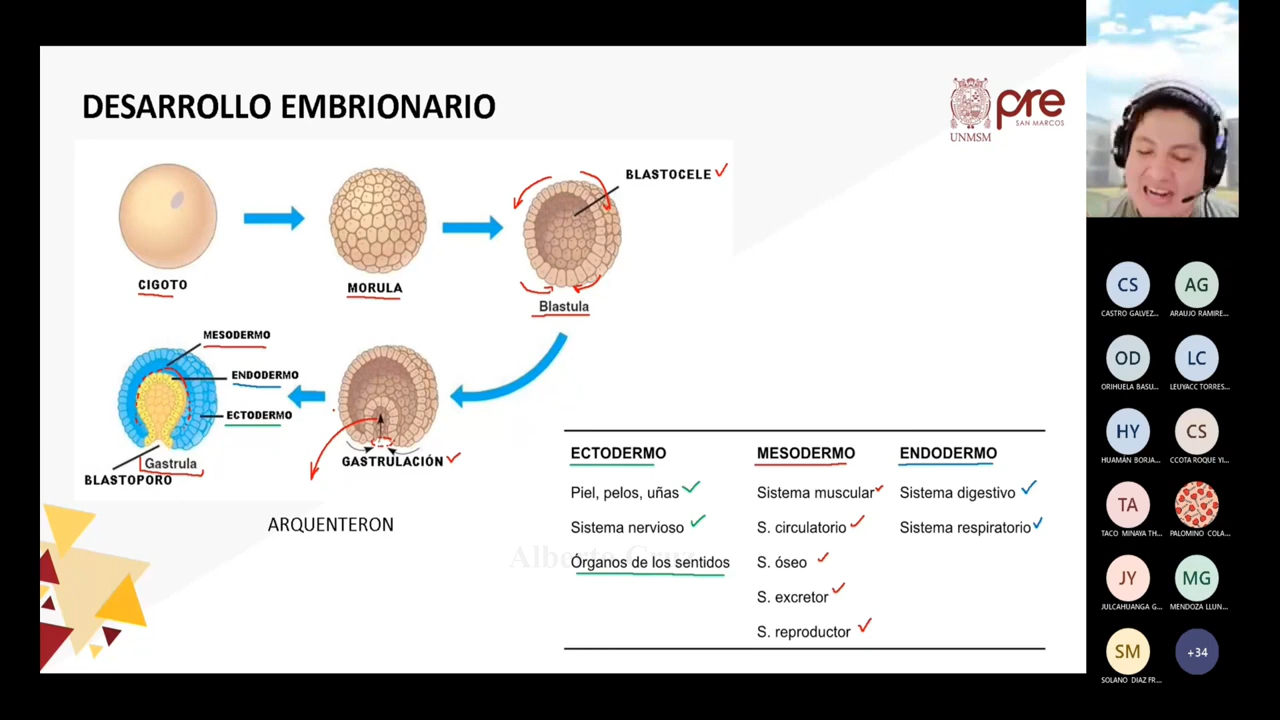 DESARROLLO EMBRIONARIO
UNMSM
pre
SAN MARCOS
BLASTOCELE
CIGOTO
MORULA
Blastula
MESODERMO
ENDODERMO
ECTODERMO
GASTRULACIÓN
Gastrula
BLASTOPORO
ARQUENTERON
ECTODERMO MESODERMO ENDODERMO
Piel, pelos, uñas Sistema muscular Sistema digestivo
Sistema nervioso S. circulatorio Sistema respiratorio
Órganos de los sentidos S. óseo
S. excretor
S. reproductor
CS AG
CASTRO GALVEZ... ARAUJO RAMIRE...
OD LC
ORIHUELA BASU... LEUYACC TORRES...
HY CS
HUAMAN BORJA... CCOTA ROQUE YI...
TA
TACO MINAYA TH... PALOMINO COLA...
JY MG
JULCAHUANGA G... MENDOZA LLUN...
SM +34
SOLANO DIAZ FR...